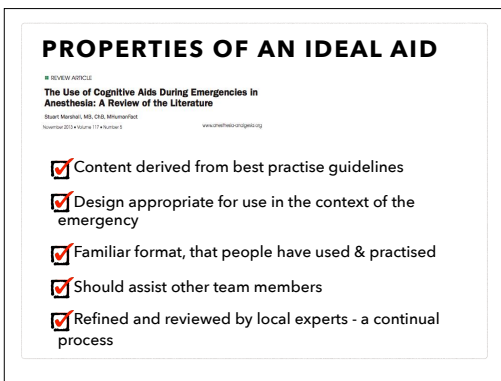 PROPERTIES OF AN IDEAL AID
REVIEW ARTICLE
The Use of Cognitive Aids During Emergencies in
Anesthesia: A Review of the Literature
Stuart Marshall, MB, ChB, MHumanFact
November 2013 • Volume 117 • Number 5 www.anesthesia-analgesia.org
Content derived from best practise guidelines
Design appropriate for use in the context of the
emergency
Familiar format, that people have used & practised
Should assist other team members
Refined and reviewed by local experts - a continual
process